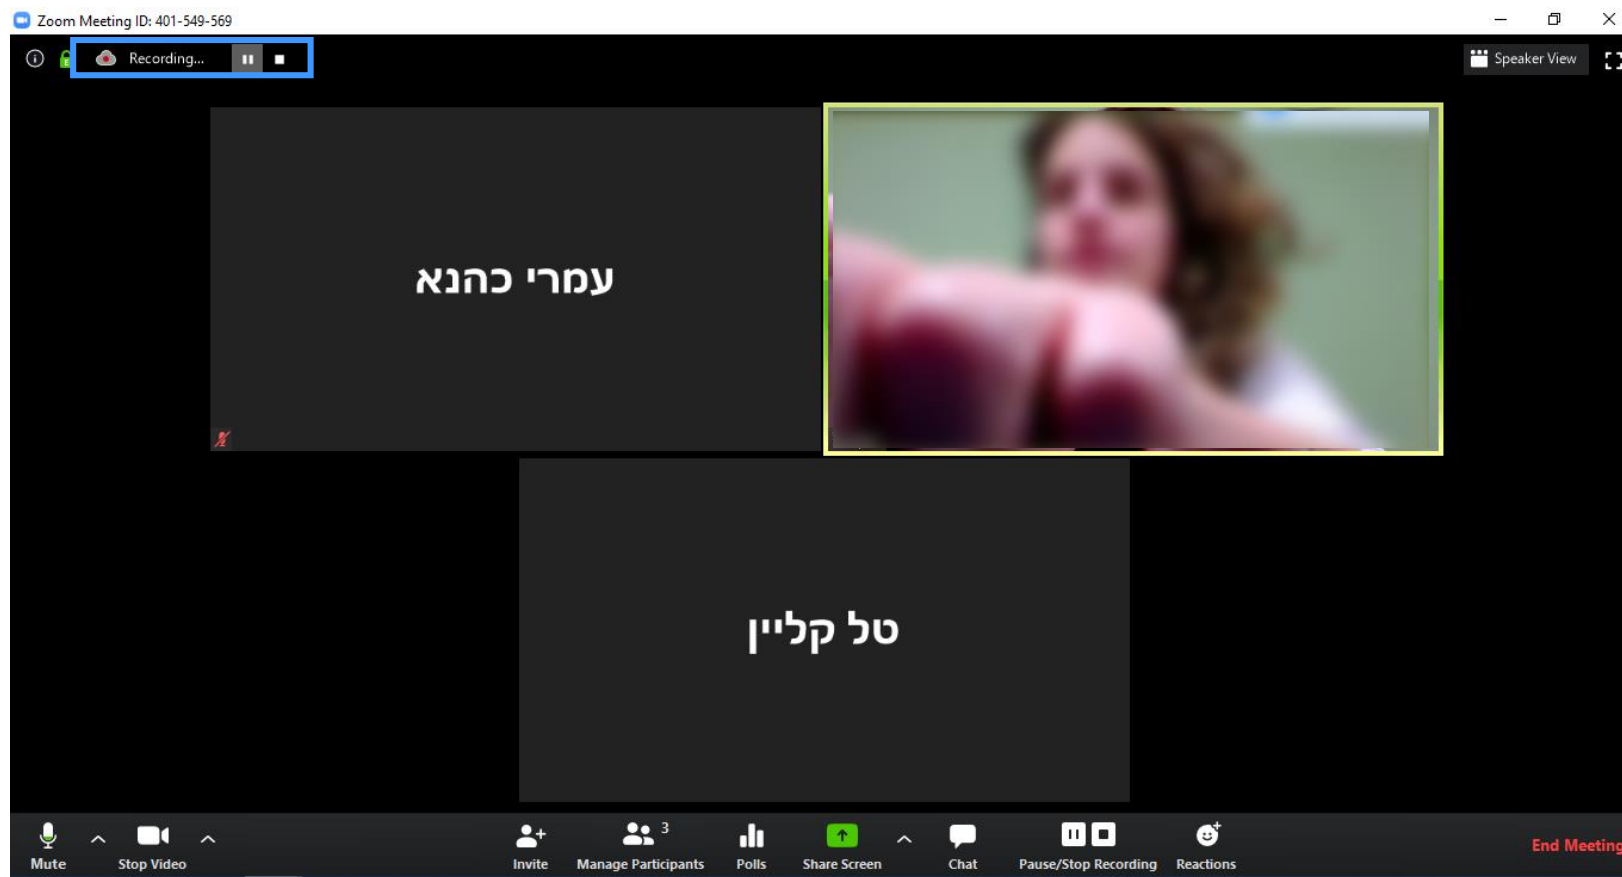 Zoom Meeting ID: 401-549-569
Recording...
Speaker View
עמרי כהנא
טל קליין
Mute
Stop Video
Invite
3
Manage Participants
Polls
Share Screen
Chat
Pause/Stop Recording
Reactions
End Meeting